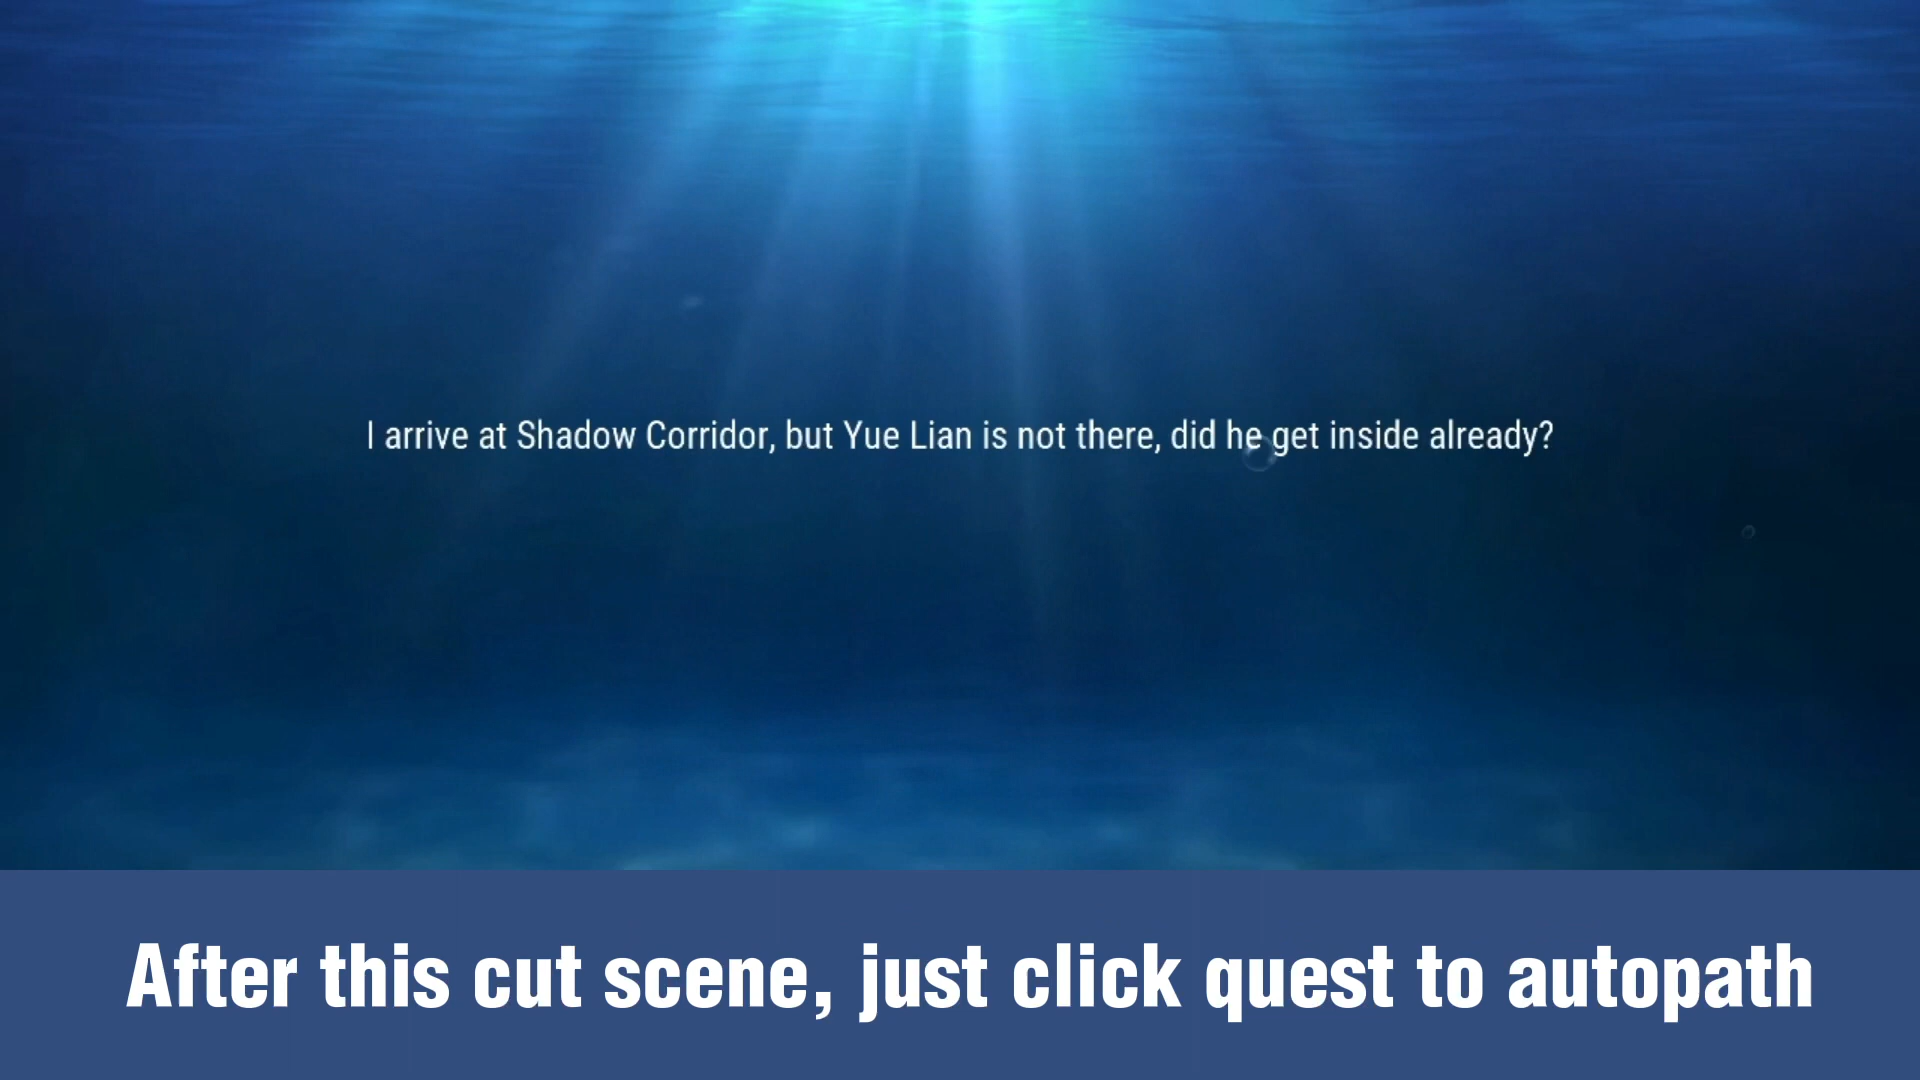 I arrive at Shadow Corridor, but Yue Lian is not there, did he get inside already?
After this cut scene, just click quest to autopath